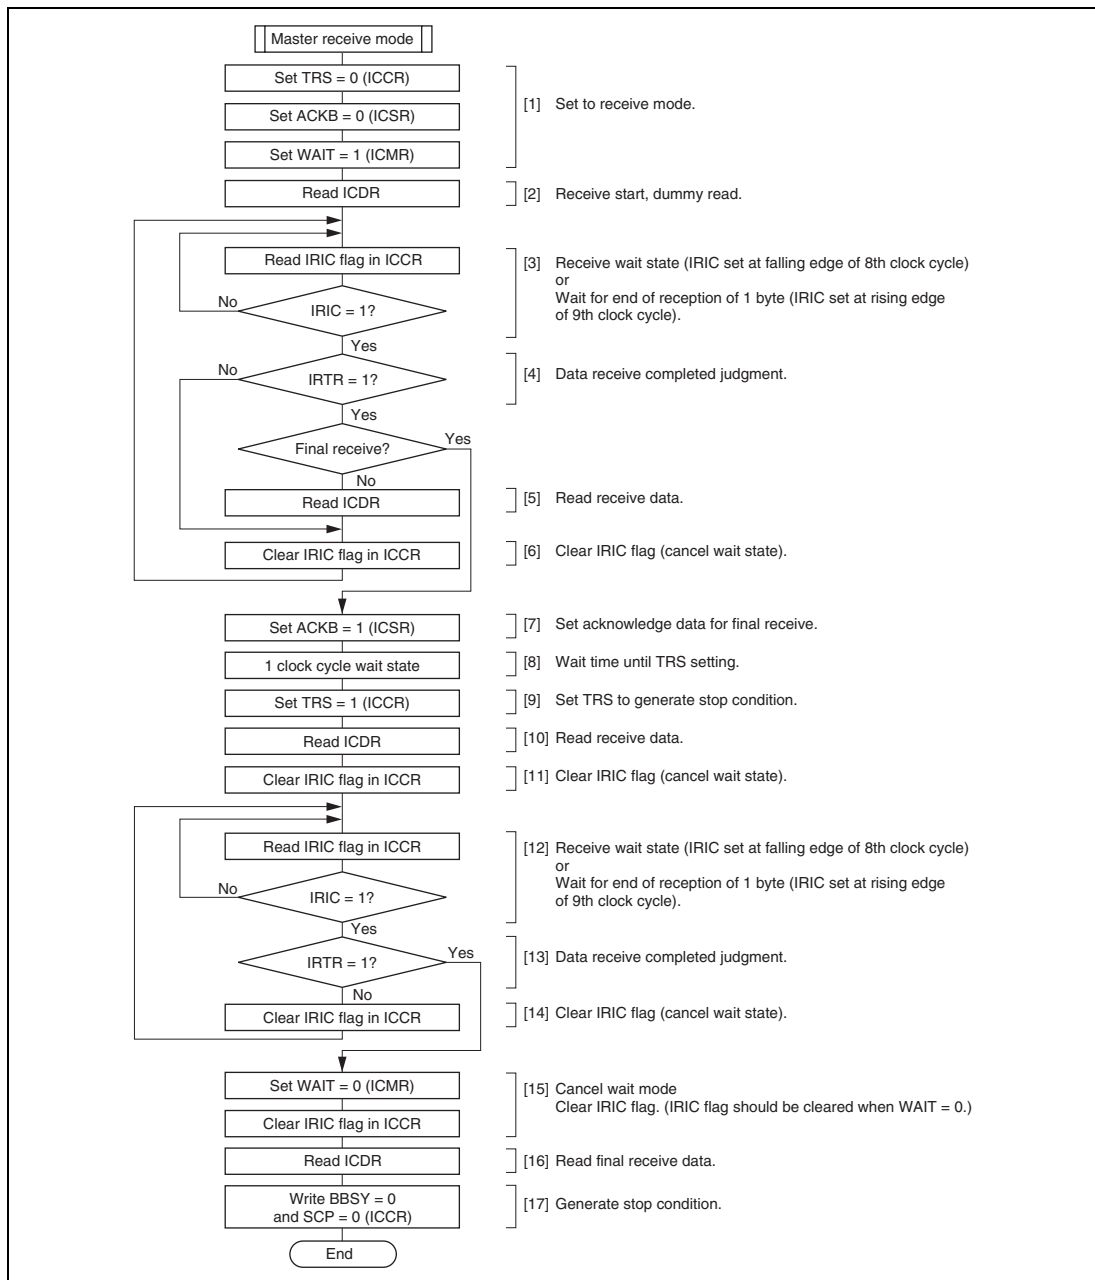 Master receive mode
Set TRS = 0 (ICCR)
[1] Set to receive mode.
Set ACKB = 0 (ICSR)
Set WAIT = 1 (ICMR)
Read ICDR
[2] Receive start, dummy read.
Read IRIC flag in ICCR
[3] Receive wait state (IRIC set at falling edge of 8th clock cycle)
or
Wait for end of reception of 1 byte (IRIC set at rising edge
of 9th clock cycle).
No
IRIC = 1?
Yes
No
IRTR = 1?
[4] Data receive completed judgment.
Yes
Final receive?
Yes
No
Read ICDR
[5] Read receive data.
Clear IRIC flag in ICCR
[6] Clear IRIC flag (cancel wait state).
Set ACKB = 1 (ICSR)
[7] Set acknowledge data for final receive.
1 clock cycle wait state
[8] Wait time until TRS setting.
Set TRS = 1 (ICCR)
[9] Set TRS to generate stop condition.
Read ICDR
[10] Read receive data.
Clear IRIC flag in ICCR
[11] Clear IRIC flag (cancel wait state).
Read IRIC flag in ICCR
[12] Receive wait state (IRIC set at falling edge of 8th clock cycle)
or
Wait for end of reception of 1 byte (IRIC set at rising edge
of 9th clock cycle).
No
IRIC = 1?
Yes
IRTR = 1?
Yes
[13] Data receive completed judgment.
No
Clear IRIC flag in ICCR
[14] Clear IRIC flag (cancel wait state).
Set WAIT = 0 (ICMR)
[15] Cancel wait mode
Clear IRIC flag. (IRIC flag should be cleared when WAIT = 0.)
Clear IRIC flag in ICCR
Read ICDR
[16] Read final receive data.
Write BBSY = 0
and SCP = 0 (ICCR)
[17] Generate stop condition.
End